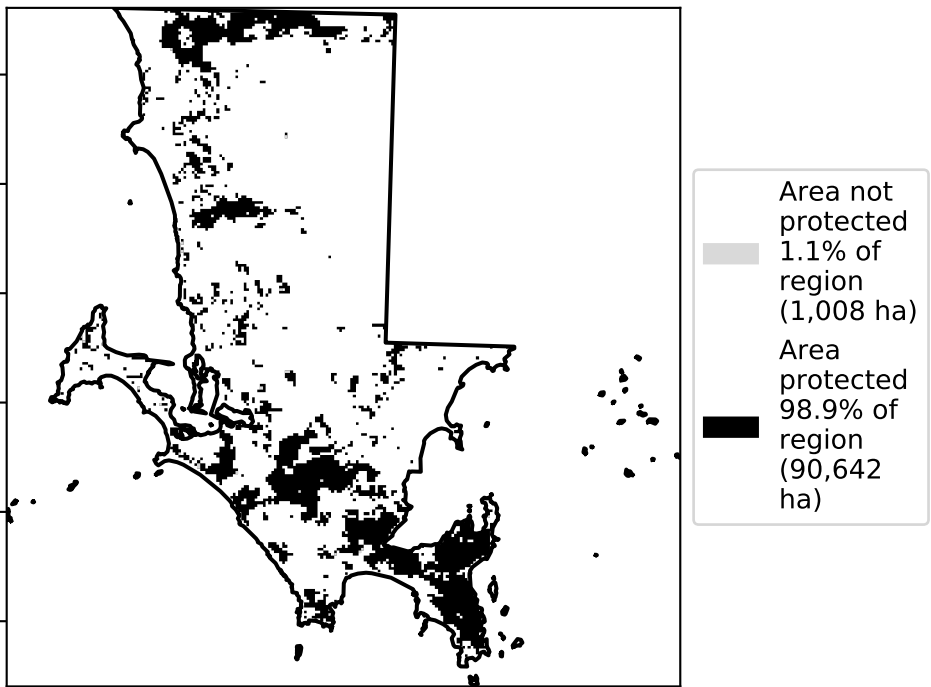 Area not
protected
1.1% of
region
(1,008 ha)
Area
protected
98.9% of
region
(90,642
ha)